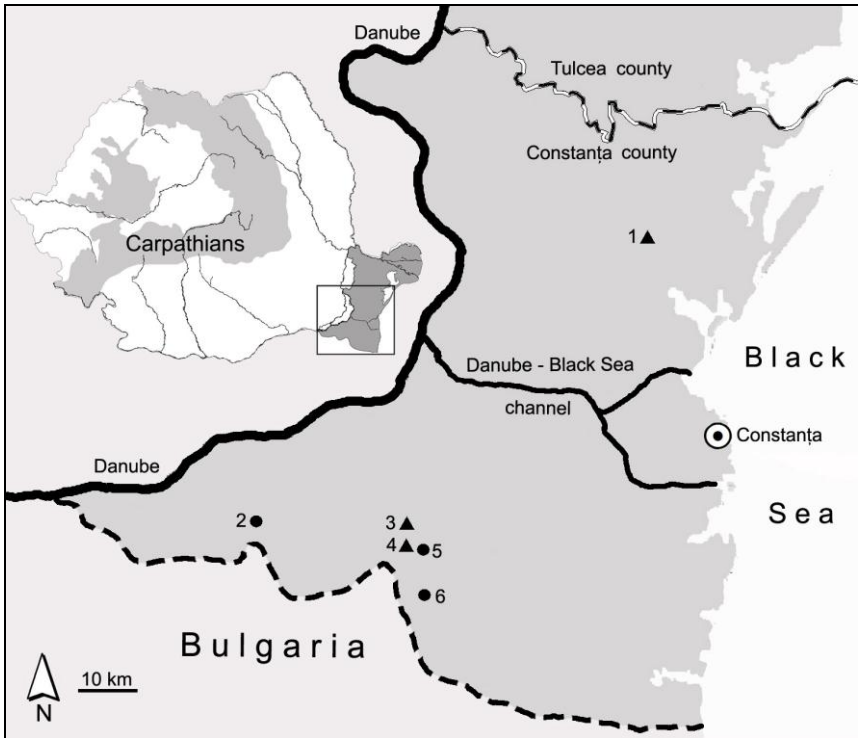 Danube
Tulcea county
Constanța county
Carpathians
1
Danube - Black Sea
channel
Black
Constanța
Danube
Sea
2
3
4
5
6
Bulgaria
10 km
N